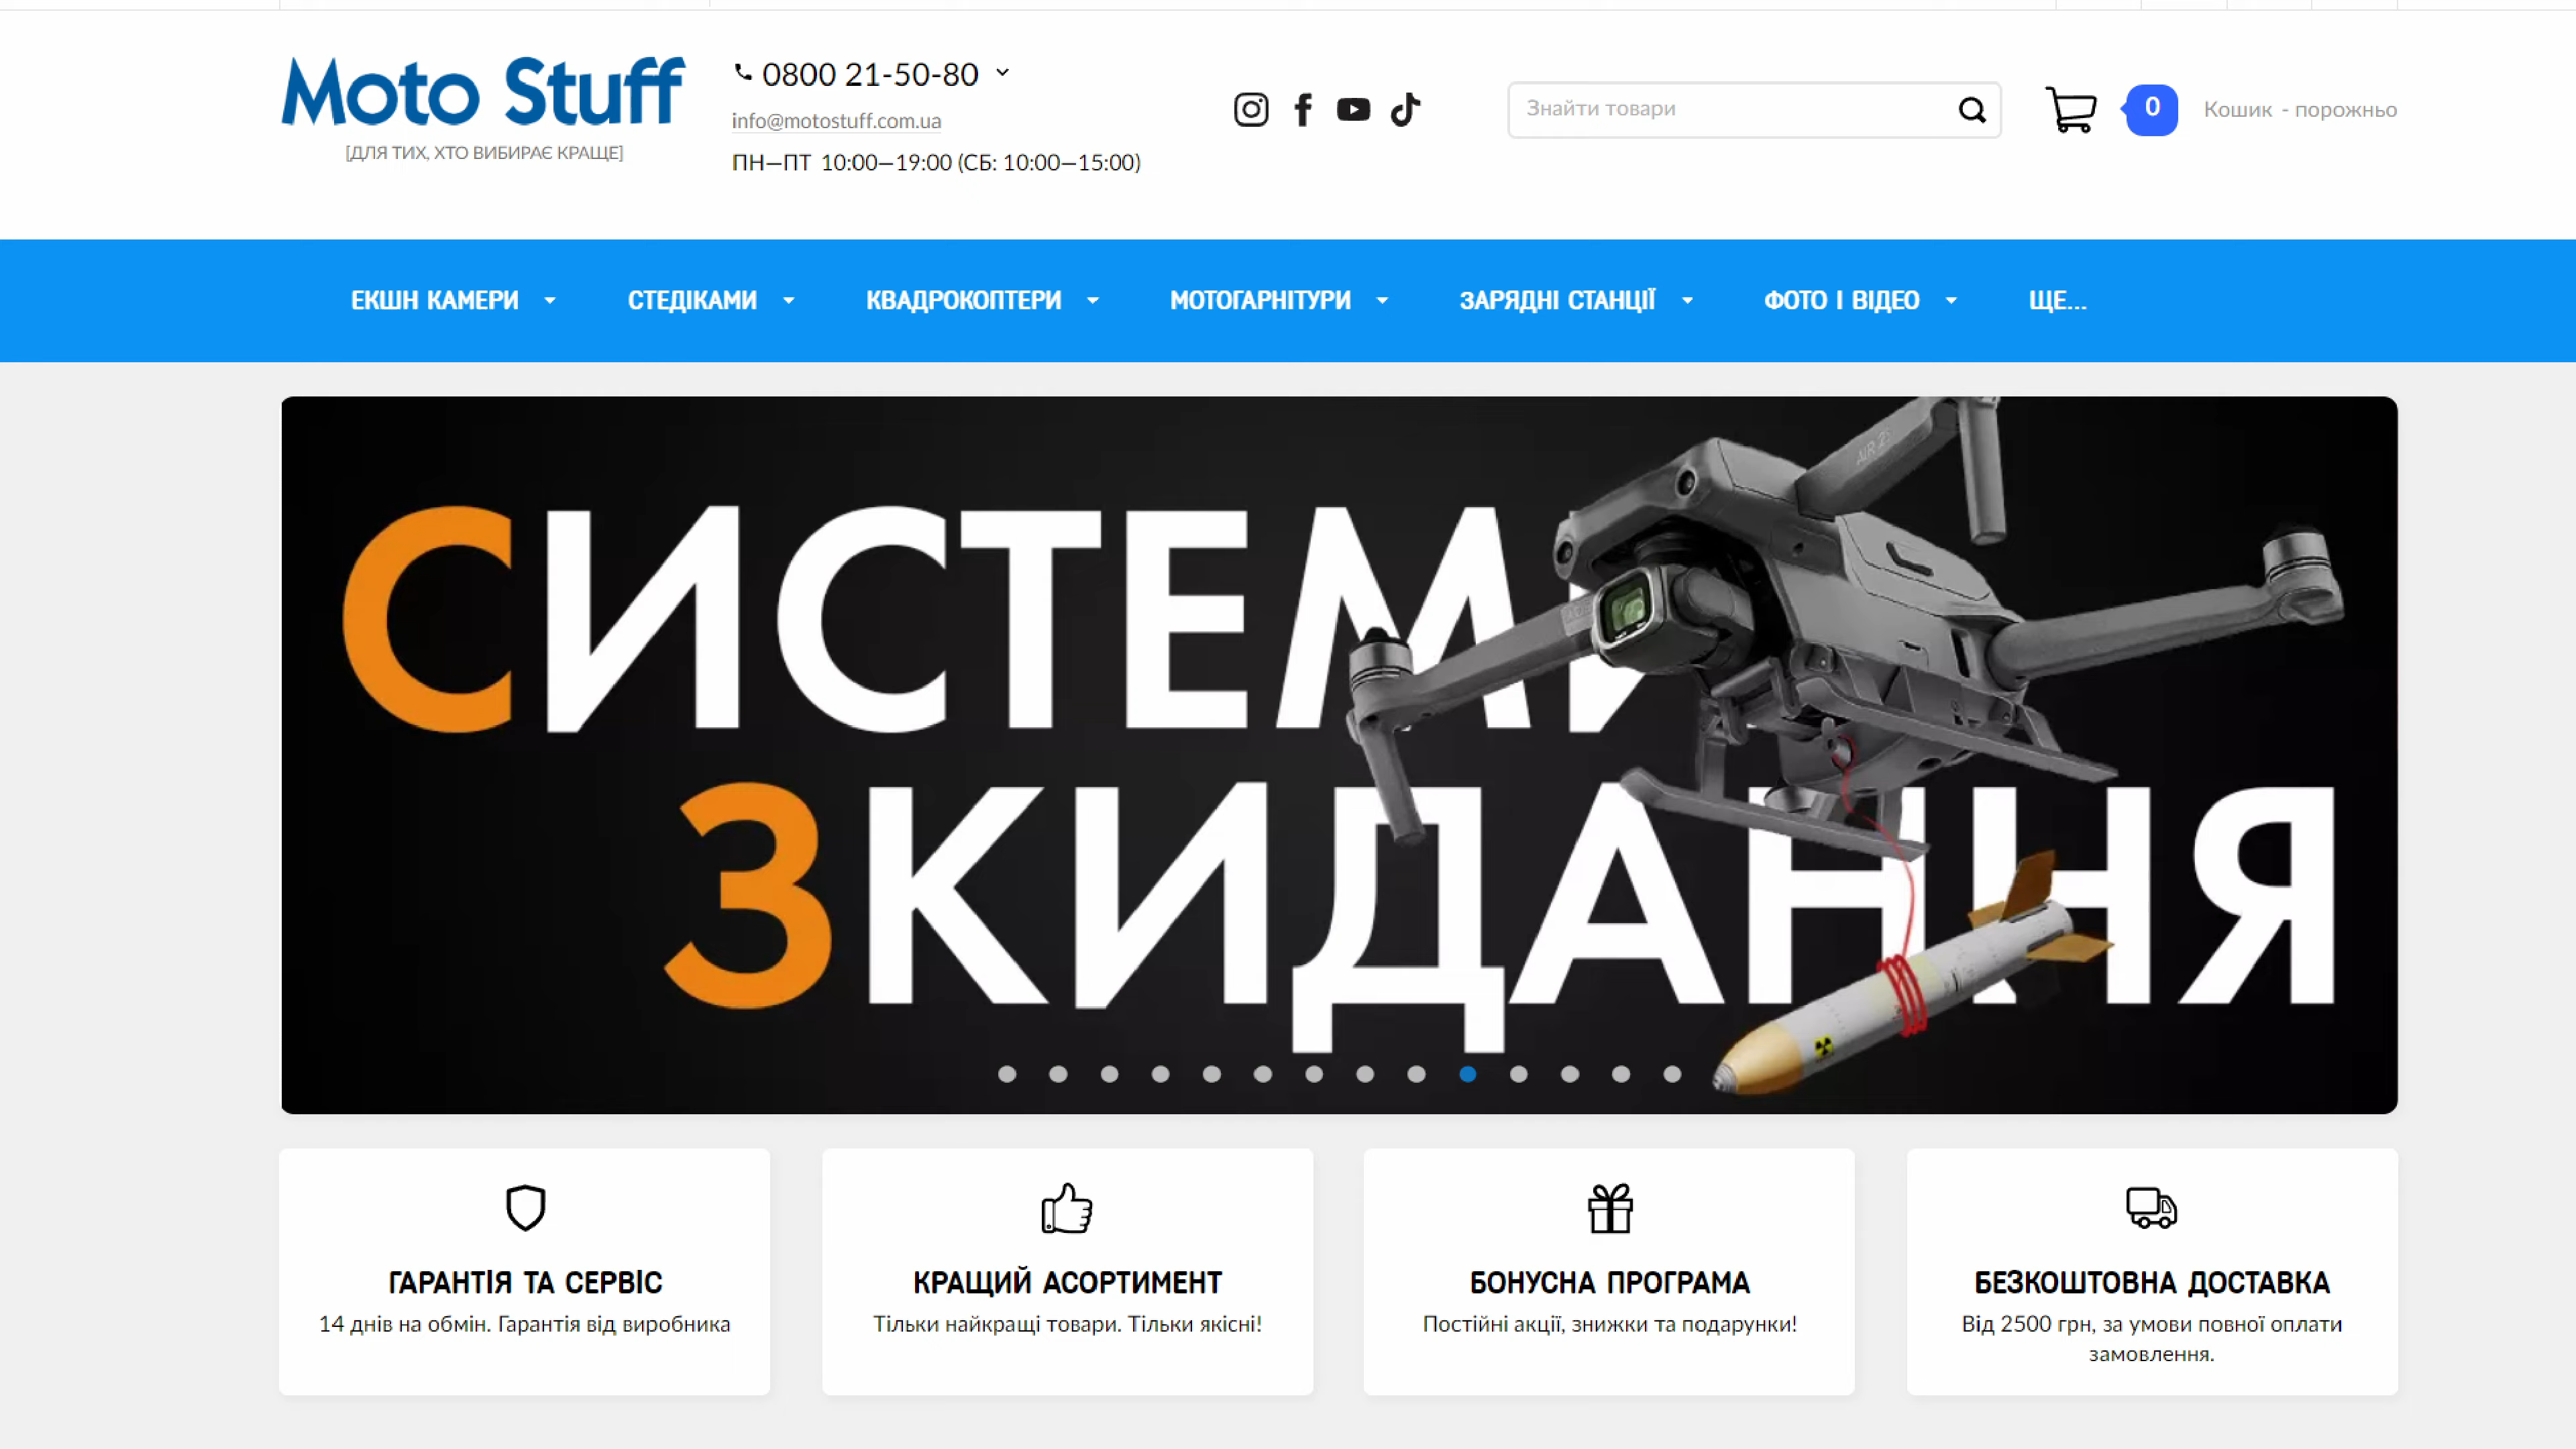 Moto Stuff
[ДЛЯ ТИХ, ХТО ВИБИРАЄ КРАЩЕ]
0800 21-50-80
info@motostuff.com.ua
ПН—ПТ 10:00—19:00 (СБ: 10:00—15:00)
Знайти товари
0
Кошик - порожньо
ЕКШН КАМЕРИ
СТЕДІКАМИ
КВАДРОКОПТЕРИ
МОТОГАРНІТУРИ
ЗАРЯДНІ СТАНЦІЇ
ФОТО І ВІДЕО
ЩЕ...
СИСТЕМИ
ЗКИДАННЯ
AIR 2S
ГАРАНТІЯ ТА СЕРВІС
14 днів на обмін. Гарантія від виробника
КРАЩИЙ АСОРТИМЕНТ
Тільки найкращі товари. Тільки якісні!
БОНУСНА ПРОГРАМА
Постійні акції, знижки та подарунки!
БЕЗКОШТОВНА ДОСТАВКА
Від 2500 грн, за умови повної оплати
замовлення.